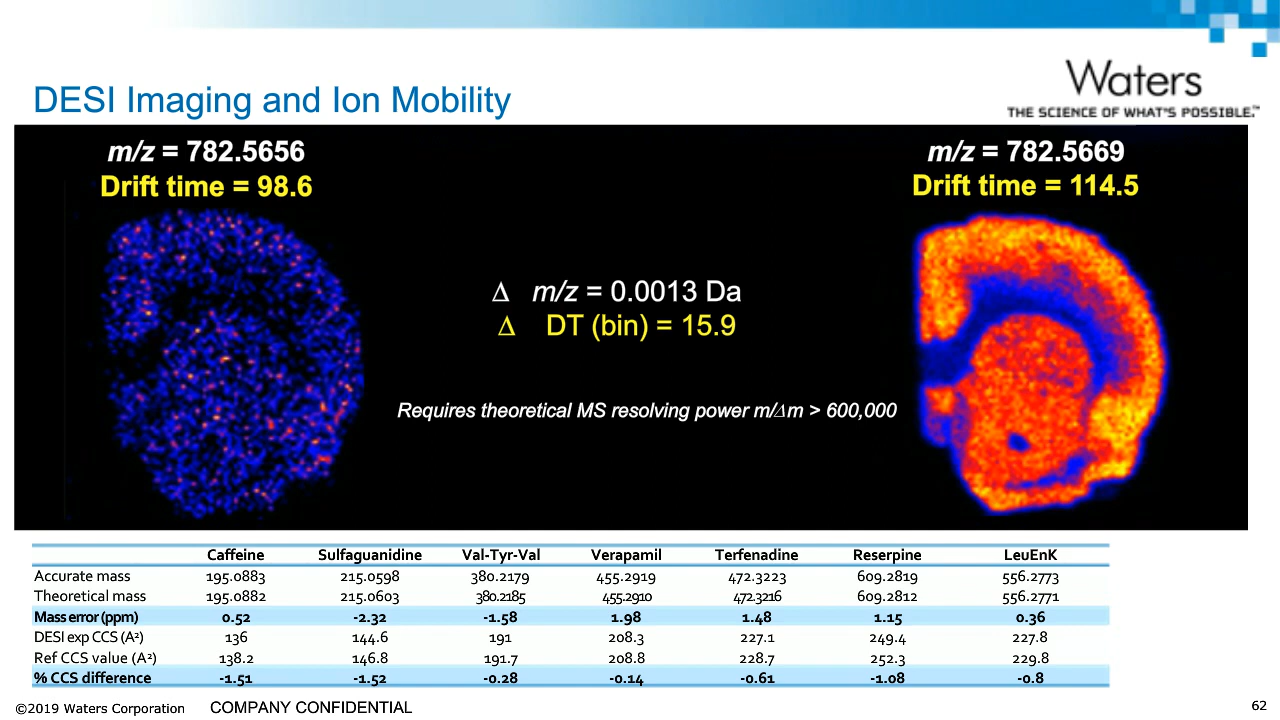 Waters
THE SCIENCE OF WHAT'S POSSIBLE.™
DESI Imaging and Ion Mobility
m/z = 782.5656
Drift time = 98.6
m/z = 782.5669
Drift time = 114.5
Δ m/z = 0.0013 Da
Δ DT (bin) = 15.9
Requires theoretical MS resolving power m/Δm > 600,000
Caffeine Sulfaguanidine Val-Tyr-Val Verapamil Terfenadine Reserpine LeuEnK
Accurate mass 195.0883 215.0598 380.2179 455.2919 472.3223 609.2819 556.2773
Theoretical mass 195.0882 215.0603 380.2185 455.2910 472.3216 609.2812 556.2771
Mass error (ppm) 0.52 -2.32 -1.58 1.98 1.48 1.15 0.36
DESI exp CCS (A²) 136 144.6 191 208.3 227.1 249.4 227.8
Ref CCS value (A²) 138.2 146.8 191.7 208.8 228.7 252.3 229.8
% CCS difference -1.51 -1.52 -0.28 -0.14 -0.61 -1.08 -0.8
©2019 Waters Corporation COMPANY CONFIDENTIAL 62